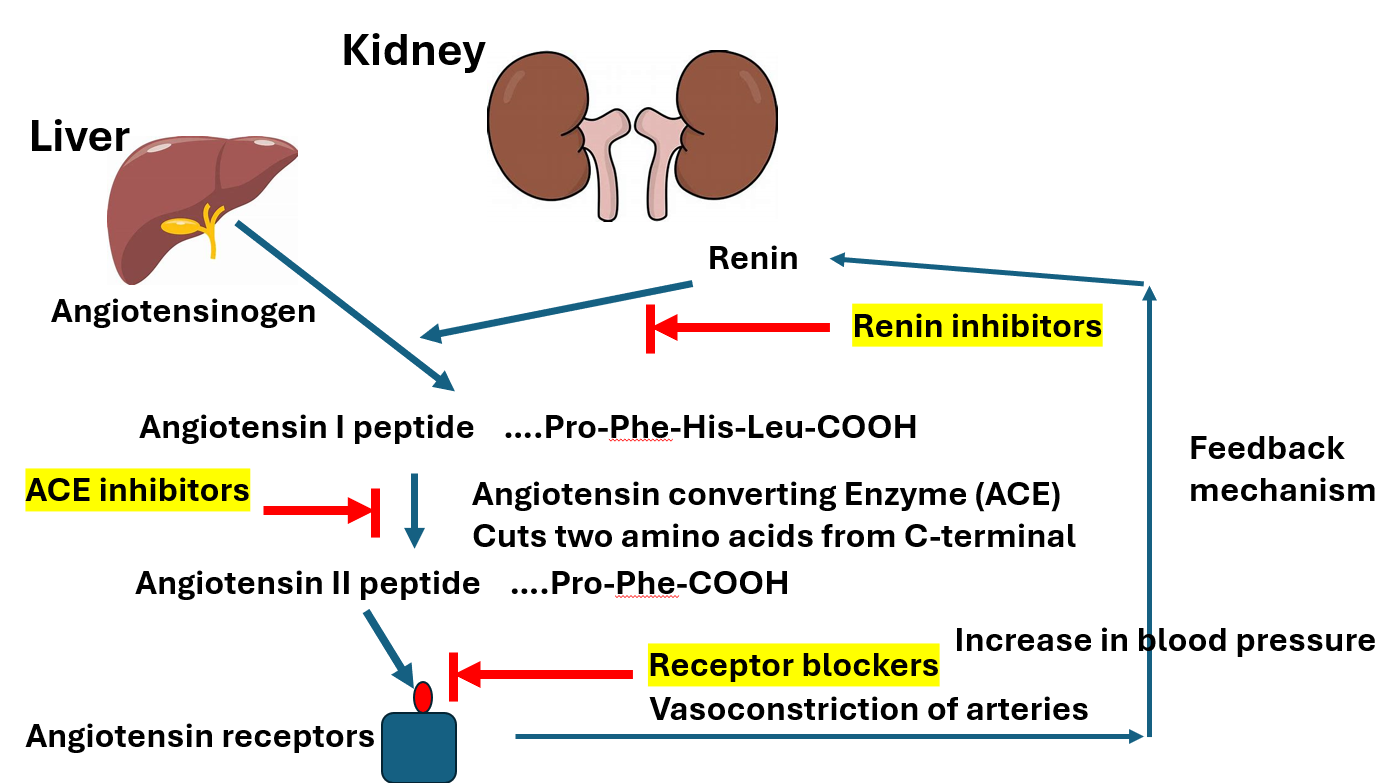 Kidney
Liver
Renin
Angiotensinogen
Renin inhibitors
Angiotensin I peptide ....Pro-Phe-His-Leu-COOH
Feedback
mechanism
ACE inhibitors
Angiotensin converting Enzyme (ACE)
Cuts two amino acids from C-terminal
Angiotensin II peptide ....Pro-Phe-COOH
Increase in blood pressure
Receptor blockers
Vasoconstriction of arteries
Angiotensin receptors